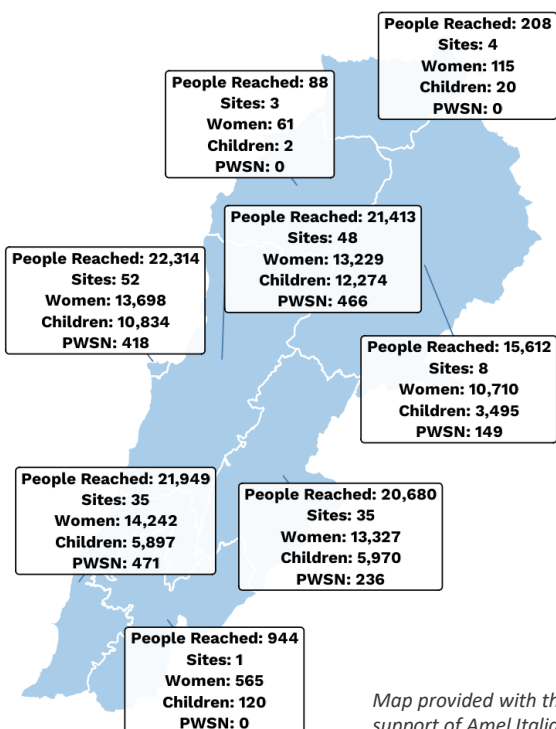 People Reached: 208
Sites: 4
Women: 115
Children: 20
PWSN: 0
People Reached: 88
Sites: 3
Women: 61
Children: 2
PWSN: 0
People Reached: 21,413
Sites: 48
Women: 13,229
Children: 12,274
PWSN: 466
People Reached: 22,314
Sites: 52
Women: 13,698
Children: 10,834
PWSN: 418
People Reached: 15,612
Sites: 8
Women: 10,710
Children: 3,495
PWSN: 149
People Reached: 21,949
Sites: 35
Women: 14,242
Children: 5,897
PWSN: 471
People Reached: 20,680
Sites: 35
Women: 13,327
Children: 5,970
PWSN: 236
People Reached: 944
Sites: 1
Women: 565
Children: 120
PWSN: 0
Map provided with th
support of Amel Italia